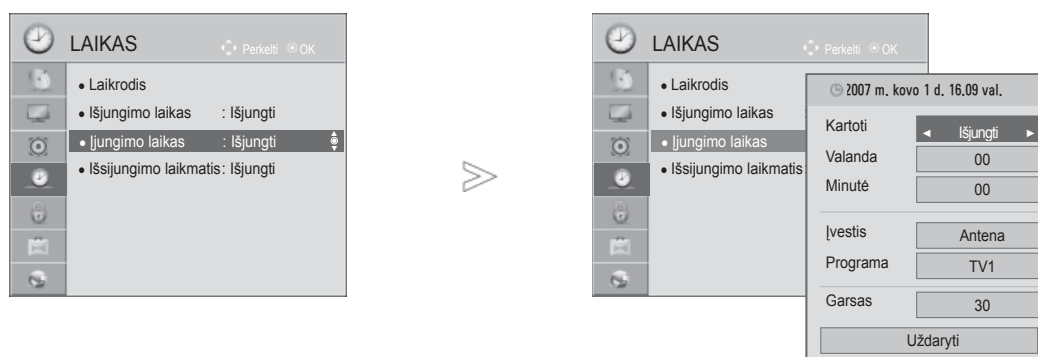 LAIKAS Perkelti OK
• Laikrodis
• Išjungimo laikas : Išjungti
• Įjungimo laikas : Išjungti
• Išsijungimo laikmatis: Išjungti
LAIKAS Perkelti OK
• Laikrodis
• Išjungimo laikas :
• Įjungimo laikas
• Išsijungimo laikmatis:
2007 m. kovo 1 d. 16.09 val.
Kartoti ◄ Išjungti ►
Valanda 00
Minutė 00
Įvestis Antena
Programa TV1
Garsas 30
Uždaryti